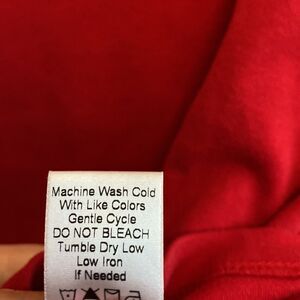 Machine Wash Cold
With Like Colors
Gentle Cycle
DO NOT BLEACH
Tumble Dry Low
Low Iron
If Needed